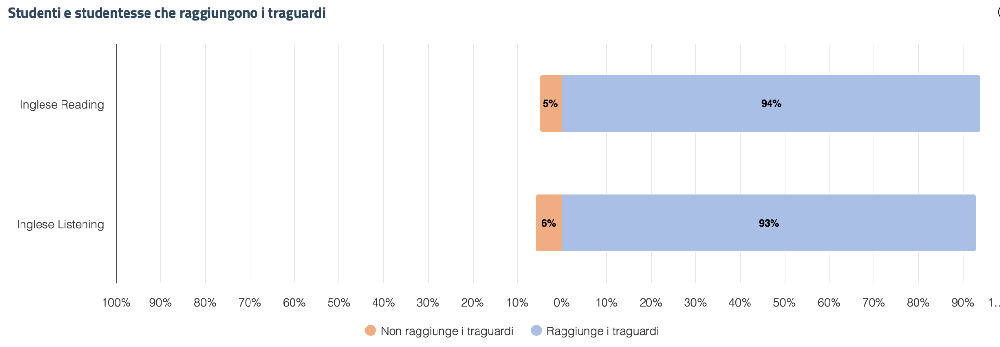 Studenti e studentesse che raggiungono i traguardi
Inglese Reading
5%
94%
Inglese Listening
6%
93%
100% 90% 80% 70% 60% 50% 40% 30% 20% 10% 0% 10% 20% 30% 40% 50% 60% 70% 80% 90% 1..
Non raggiunge i traguardi Raggiunge i traguardi